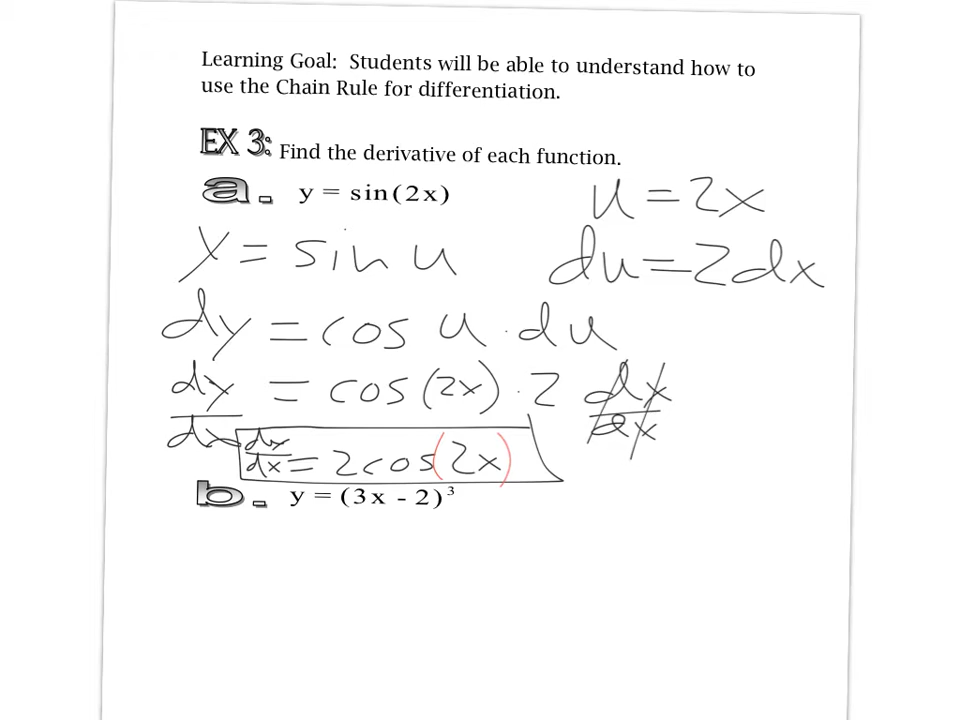 Learning Goal: Students will be able to understand how to
use the Chain Rule for differentiation.
EX 3: Find the derivative of each function.
a. y = sin(2x)
u = 2x
y = sin u
du = 2dx
dy = cos u · du
dy/dx = cos(2x) · 2 dx/dx
dy/dx = 2cos(2x)
b. y = (3x - 2)³